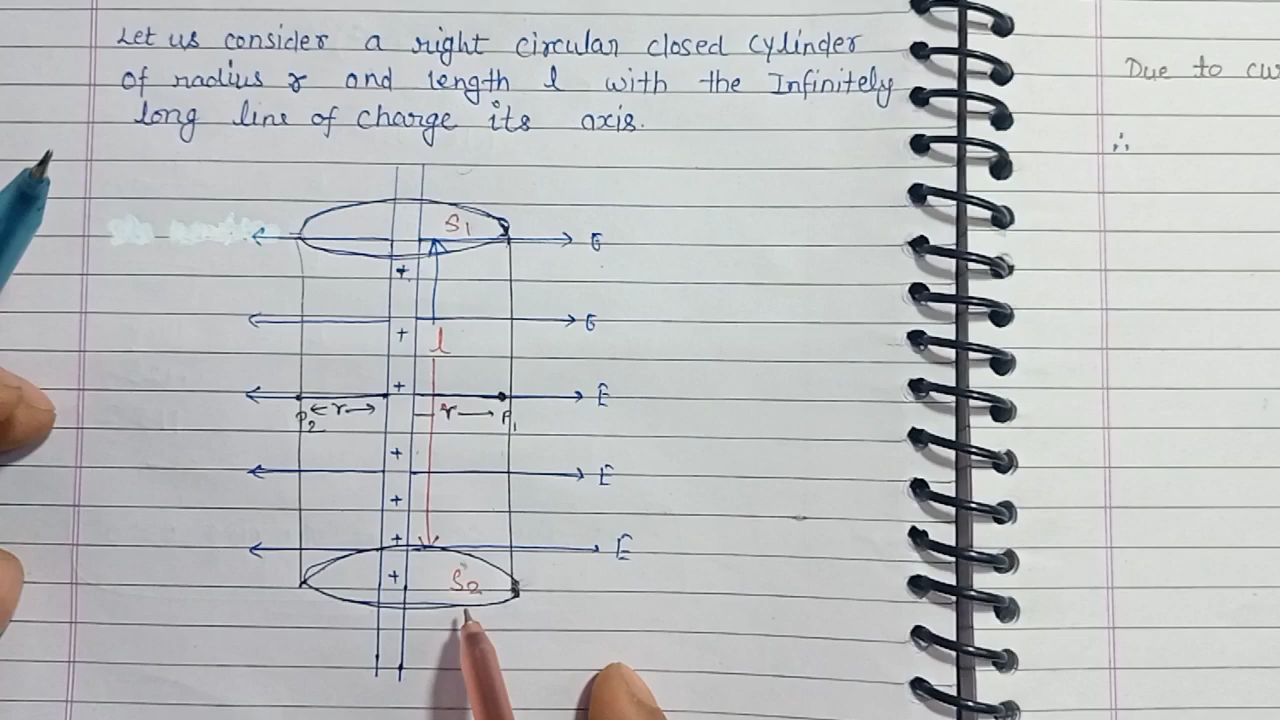 Let us consider a right circular closed cylinder
of radius r and length l with the Infinitely
long line of charge its axis.
Due to
∴
S1
E
+
+
E
l
+
E
P2 ←r→
r→ P1
+
E
+
+
E
+
S2